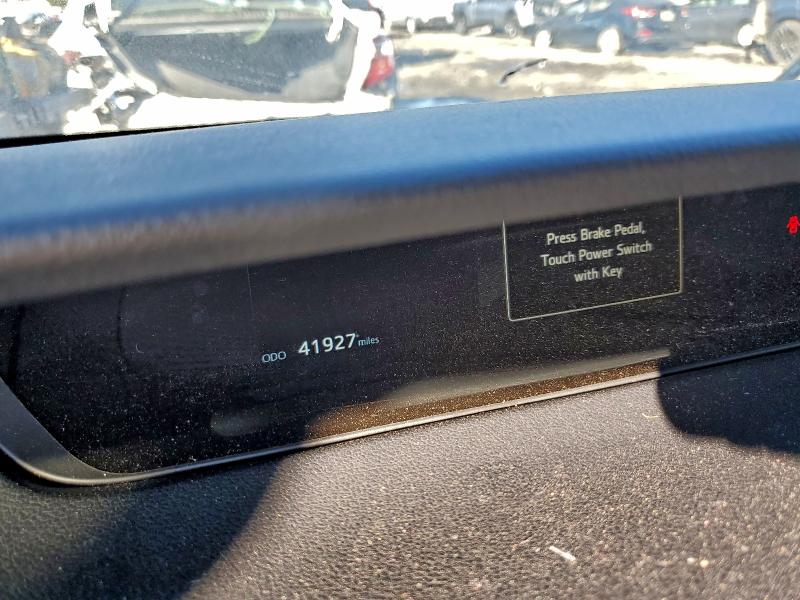 Press Brake Pedal,
Touch Power Switch
with Key
ODO 41927 miles